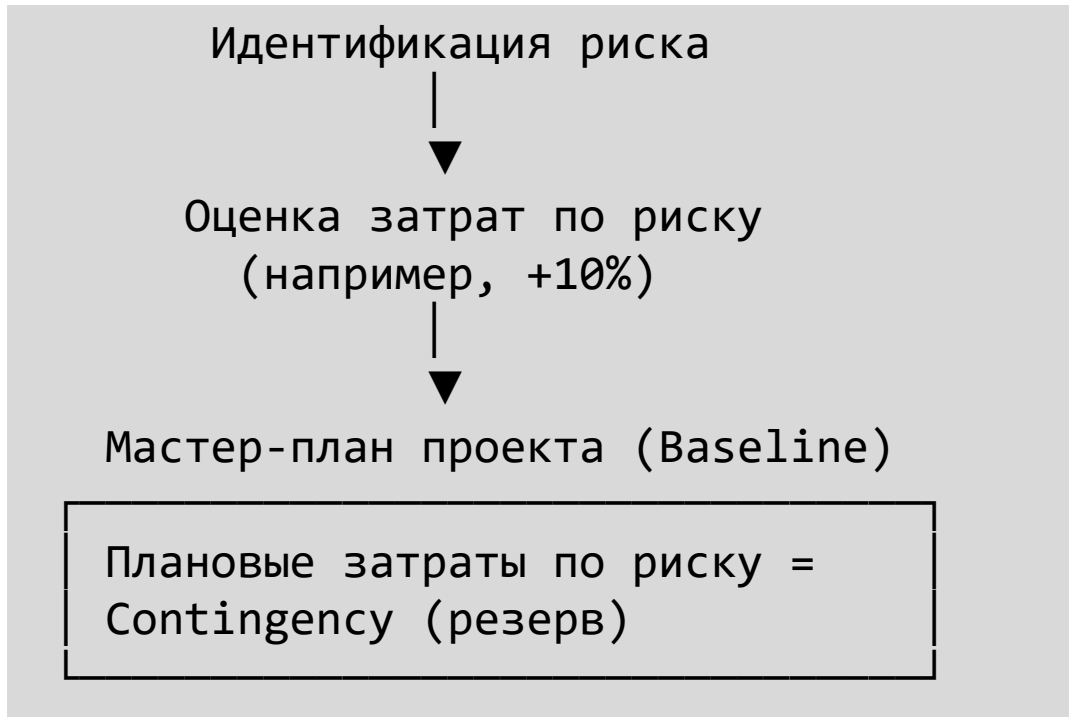 Идентификация риска
Оценка затрат по риску
(например, +10%)
Мастер-план проекта (Baseline)
Плановые затраты по риску =
Contingency (резерв)